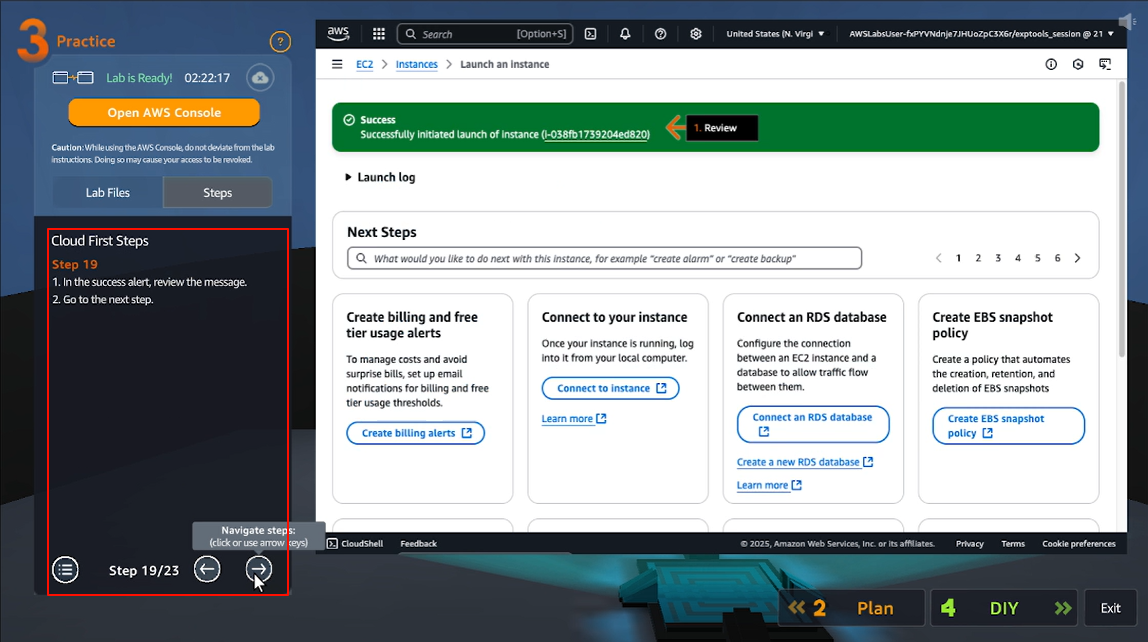 3 Practice
?
Lab is Ready! 02:22:17
Open AWS Console
Caution: While using the AWS Console, do not deviate from the lab
instructions. Doing so may cause your access to be revoked.
Lab Files
Steps
Cloud First Steps
Step 19
1. In the success alert, review the message.
2. Go to the next step.
Navigate steps:
(click or use arrow keys)
Step 19/23
aws
Search
[Option+S]
United States (N. Virgi
AWSLabsUser-fxPYVNdnje7JHUoZpC3X6r/exptools_session @ 21
EC2
Instances
Launch an instance
Success
Successfully initiated launch of instance (i-038fb1739204ed820)
1. Review
Launch log
Next Steps
What would you like to do next with this instance, for example "create alarm" or "create backup"
1 2 3 4 5 6
Create billing and free
tier usage alerts
To manage costs and avoid
surprise bills, set up email
notifications for billing and free
tier usage thresholds.
Create billing alerts
Connect to your instance
Once your instance is running, log
into it from your local computer.
Connect to instance
Learn more
Connect an RDS database
Configure the connection
between an EC2 instance and a
database to allow traffic flow
between them.
Connect an RDS database
Create a new RDS database
Learn more
Create EBS snapshot
policy
Create a policy that automates
the creation, retention, and
deletion of EBS snapshots
Create EBS snapshot
policy
CloudShell
Feedback
© 2025, Amazon Web Services, Inc. or its affiliates.
Privacy
Terms
Cookie preferences
2 Plan
4 DIY
Exit